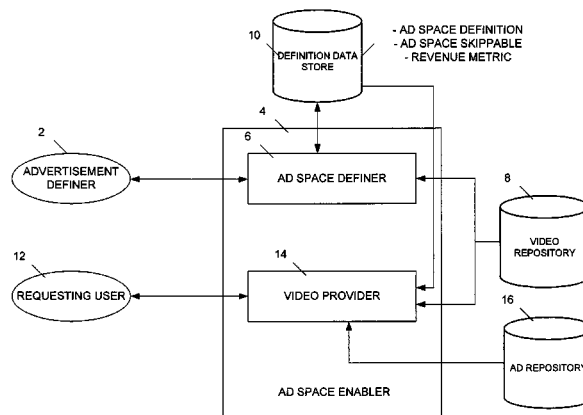 10
DEFINITION DATA
STORE
- AD SPACE DEFINITION
- AD SPACE SKIPPABLE
- REVENUE METRIC
4
2
6
ADVERTISEMENT
DEFINER
AD SPACE DEFINER
8
VIDEO
REPOSITORY
12
14
REQUESTING USER
VIDEO PROVIDER
16
AD REPOSITORY
AD SPACE ENABLER